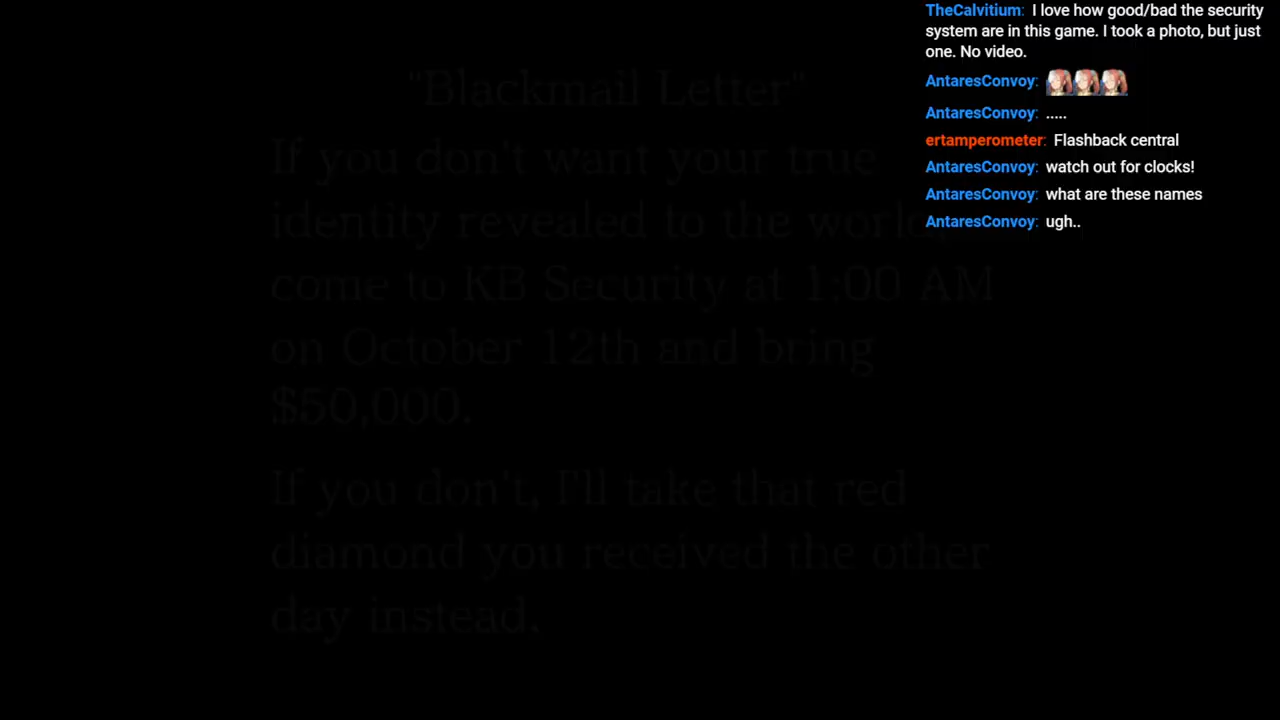 "Blackmail Letter"
If you don't want your true
identity revealed to the world,
come to KB Security at 1:00 AM
on October 12th and bring
$50,000.
If you don't, I'll take that red
diamond you received the other
day instead.
TheCalvitium: I love how good/bad the security
system are in this game. I took a photo, but just
one. No video.
AntaresConvoy:
AntaresConvoy: .....
ertamperometer: Flashback central
AntaresConvoy: watch out for clocks!
AntaresConvoy: what are these names
AntaresConvoy: ugh..